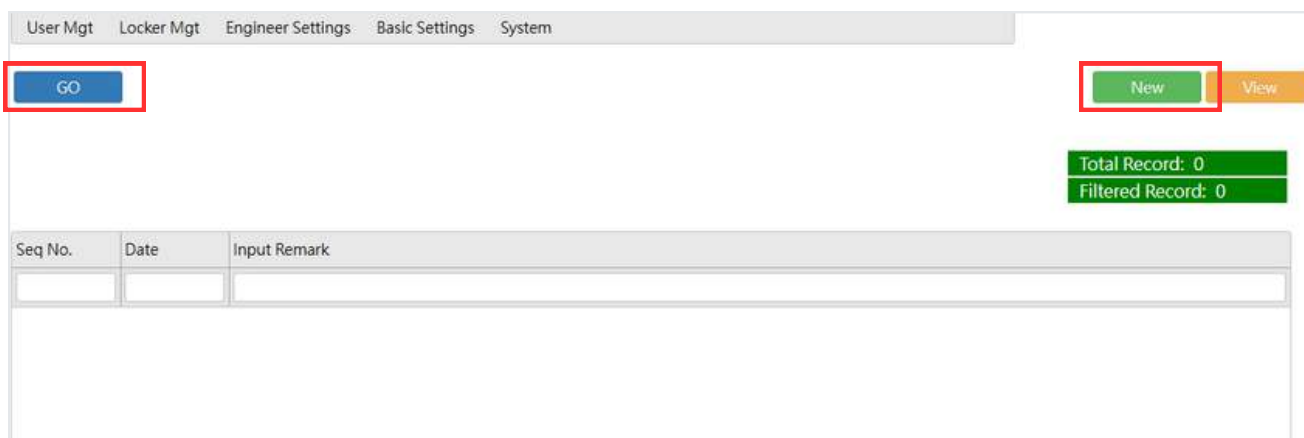 User Mgt Locker Mgt Engineer Settings Basic Settings System
GO New View
Total Record: 0
Filtered Record: 0
Seq No. Date Input Remark